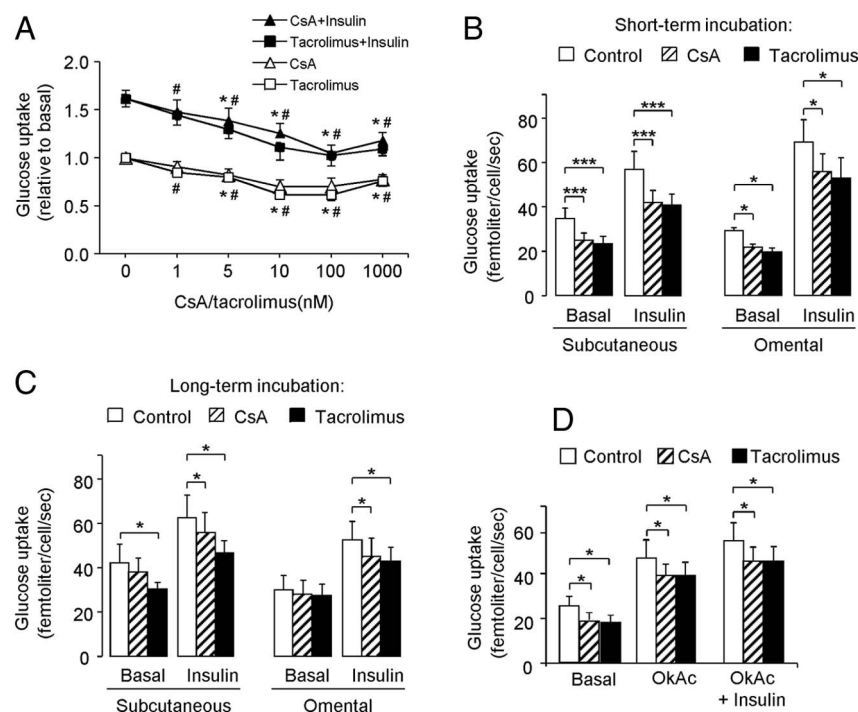 A
CsA+Insulin
Tacrolimus+Insulin
CsA
Tacrolimus
Glucose uptake
(relative to basal)
2.0
1.5
1.0
0.5
0.0
# *# *# *# *#
# *# *# *# *#
0 1 5 10 100 1000
CsA/tacrolimus(nM)
B
Short-term incubation:
Control CsA Tacrolimus
Glucose uptake
(femtoliter/cell/sec)
80
60
40
20
0
*** *** *** *** * * * *
Basal Insulin Basal Insulin
Subcutaneous Omental
C
Long-term incubation:
Control CsA Tacrolimus
Glucose uptake
(femtoliter/cell/sec)
80
60
40
20
0
* * * * *
Basal Insulin Basal Insulin
Subcutaneous Omental
D
Control CsA Tacrolimus
Glucose uptake
(femtoliter/cell/sec)
80
60
40
20
0
* * * * * *
Basal OkAc OkAc
+ Insulin